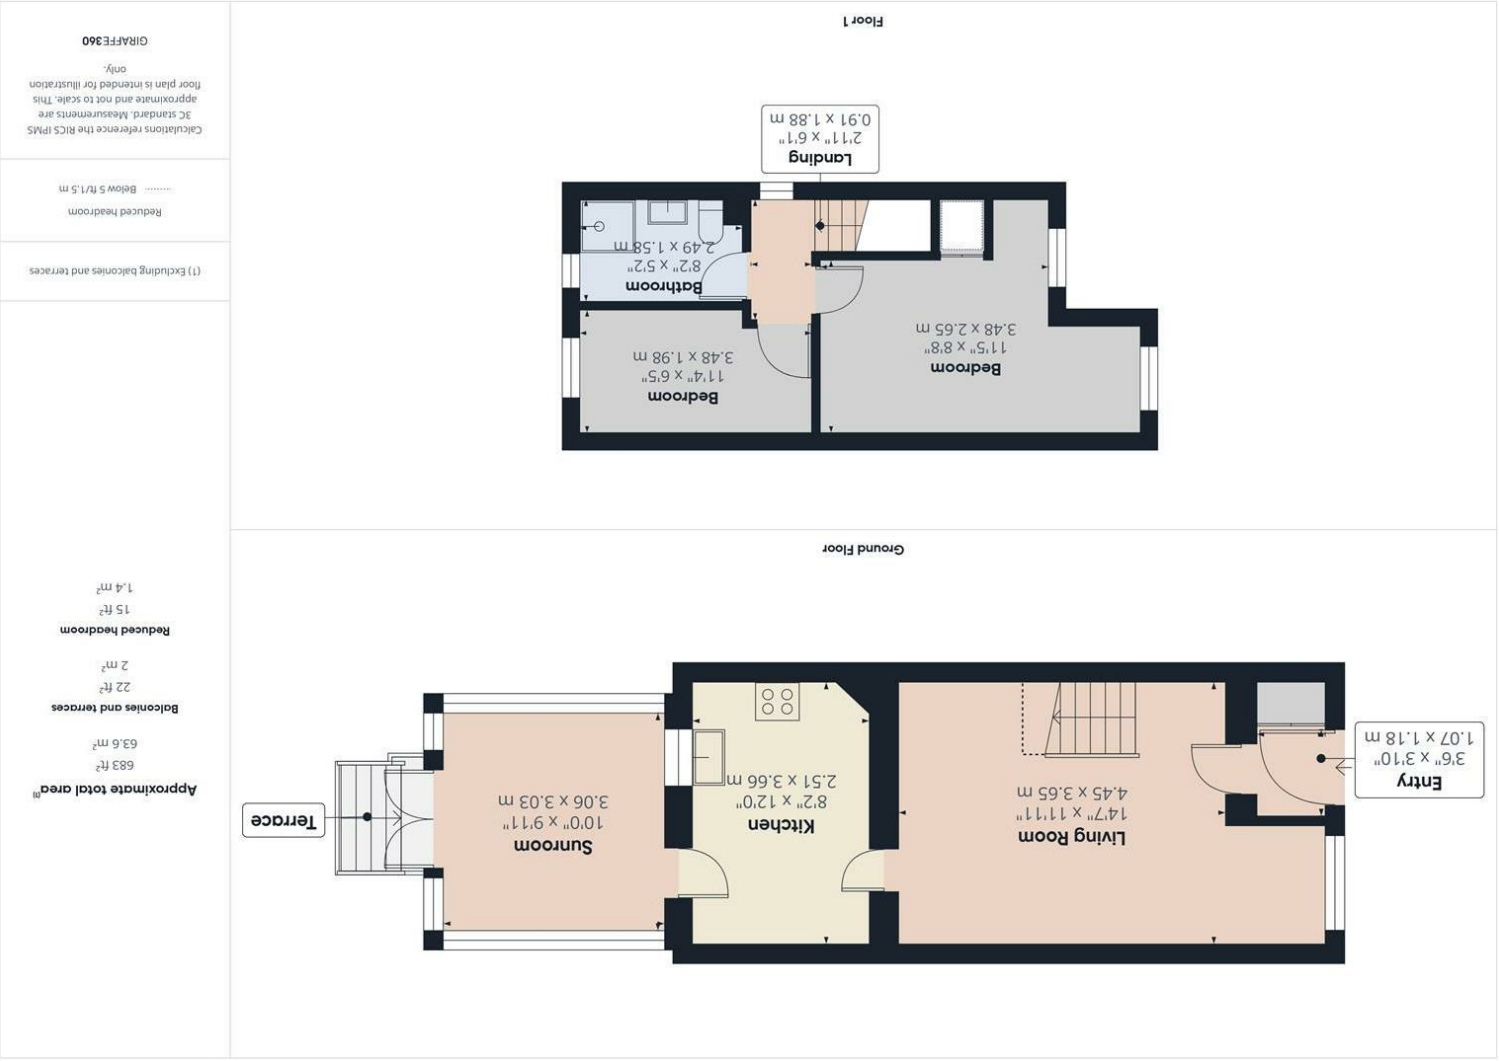 Entry
3'6" x 3'10"
1.07 x 1.18 m
Living Room
14'7" x 11'11"
4.45 x 3.65 m
Kitchen
8'2" x 12'0"
2.51 x 3.66 m
Sunroom
10'0" x 9'11"
3.06 x 3.03 m
Terrace
Ground Floor
Bedroom
11'5" x 8'8"
3.48 x 2.65 m
Bedroom
11'4" x 6'5"
3.48 x 1.98 m
Bathroom
8'2" x 5'2"
2.49 x 1.58 m
Landing
2'11" x 6'1"
0.91 x 1.88 m
Floor 1
Approximate total area(1)
683 ft²
63.6 m²
Balconies and terraces
22 ft²
2 m²
Reduced headroom
15 ft²
1.4 m²
(1) Excluding balconies and terraces
Reduced headroom
Below 5 ft/1.5 m
Calculations reference the RICS IPMS
3C standard. Measurements are
approximate and not to scale. This
floor plan is intended for illustration
only.
GIRAFFE360